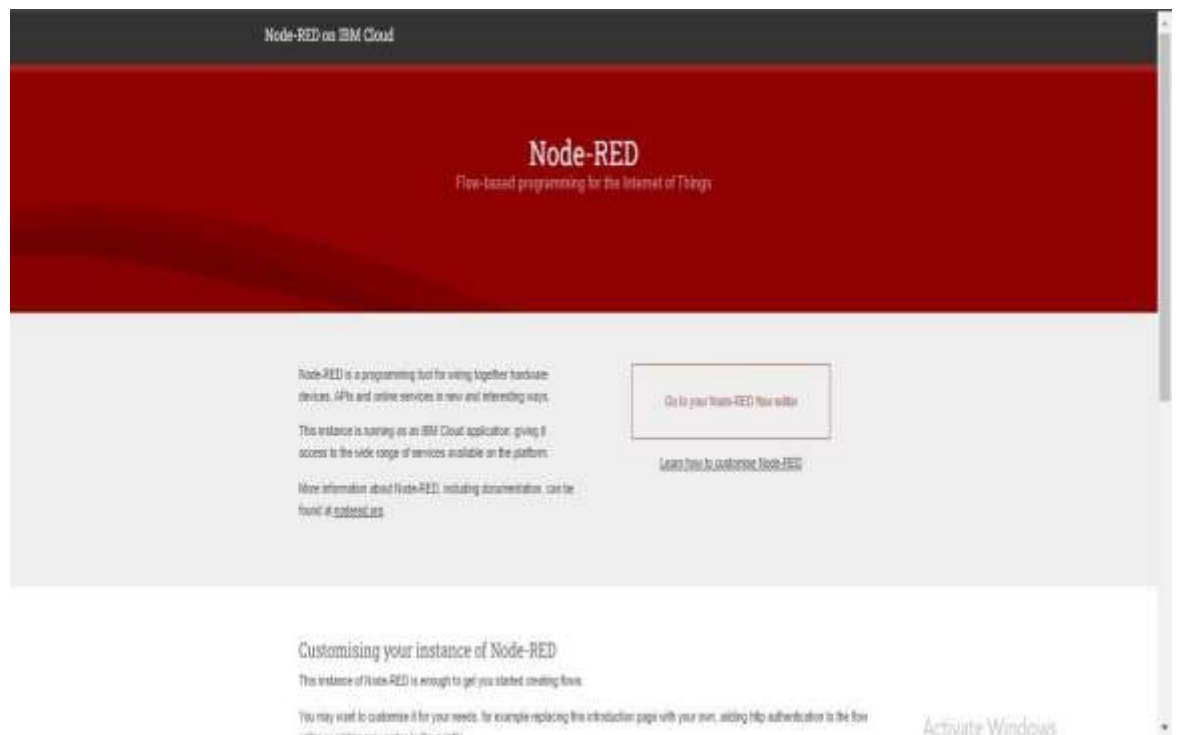 Node-RED on IBM Cloud
Node-RED
Flow-based programming for the Internet of Things
Node-RED is a programming tool for wiring together hardware
devices, APIs and online services in new and interesting ways.
This instance is running as an IBM Cloud application, giving it
access to the wide range of services available on the platform.
More information about Node-RED, including documentation, can be
found at nodered.org.
Go to your Node-RED flow editor
Learn how to customise Node-RED
Customising your instance of Node-RED
This instance of Node-RED is enough to get you started creating flows.
You may want to customise it for your needs, for example replacing this introduction page with your own, adding http authentication to the flow
Activate Windows